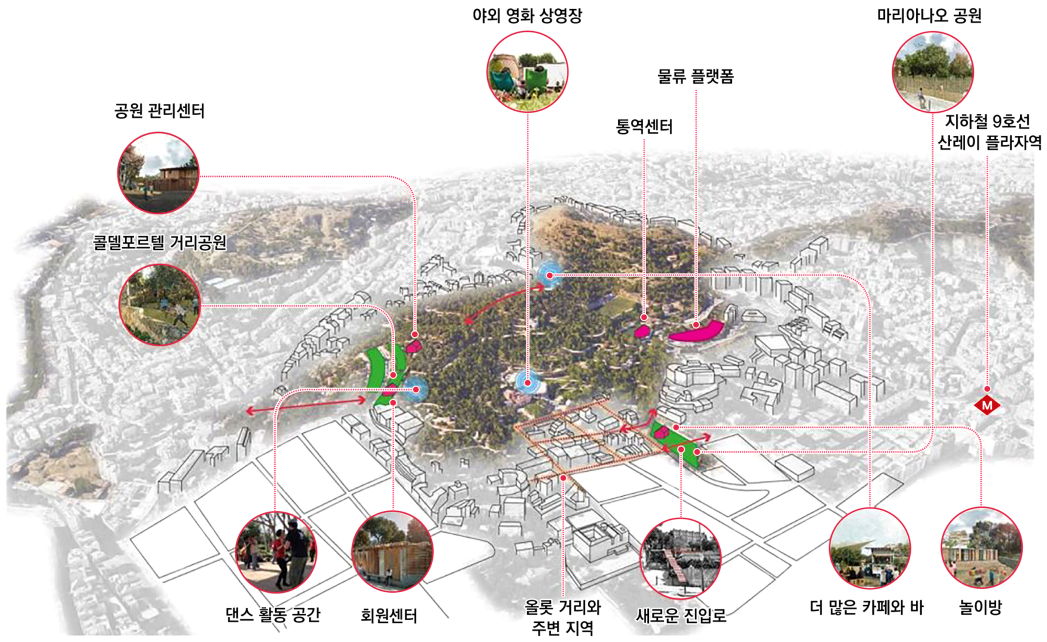 야외 영화 상영장
마리아나오 공원
물류 플랫폼
공원 관리센터
통역센터
지하철 9호선
산레이 플라자역
콜델포르텔 거리공원
M
댄스 활동 공간
회원센터
올롯 거리와
주변 지역
새로운 진입로
더 많은 카페와 바
놀이방